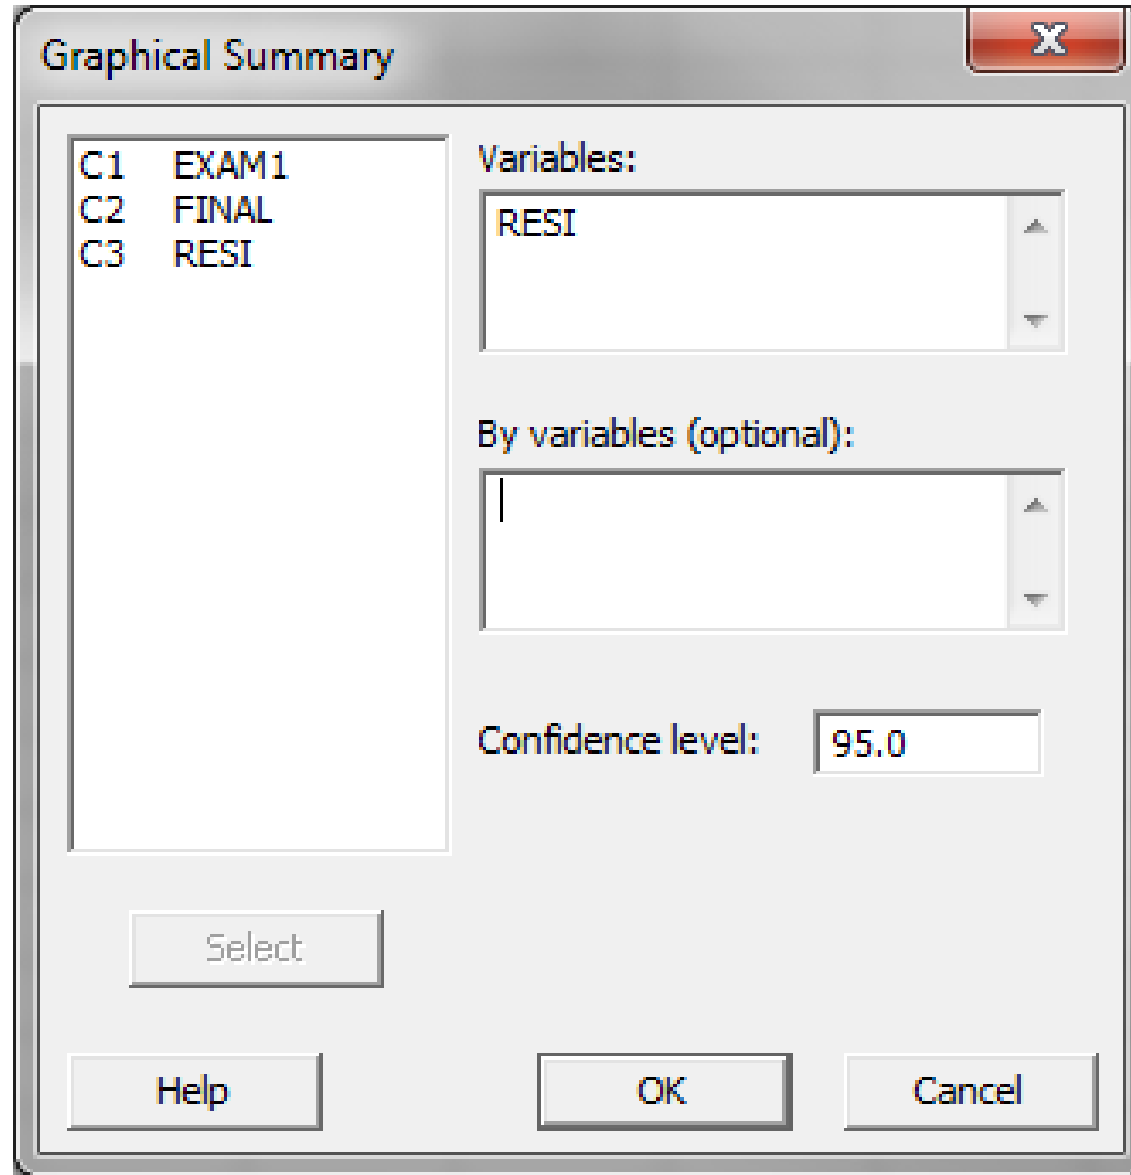 Graphical Summary
C1 EXAM1
C2 FINAL
C3 RESI
Variables:
RESI
By variables (optional):
Confidence level: 95.0
Select
Help OK Cancel